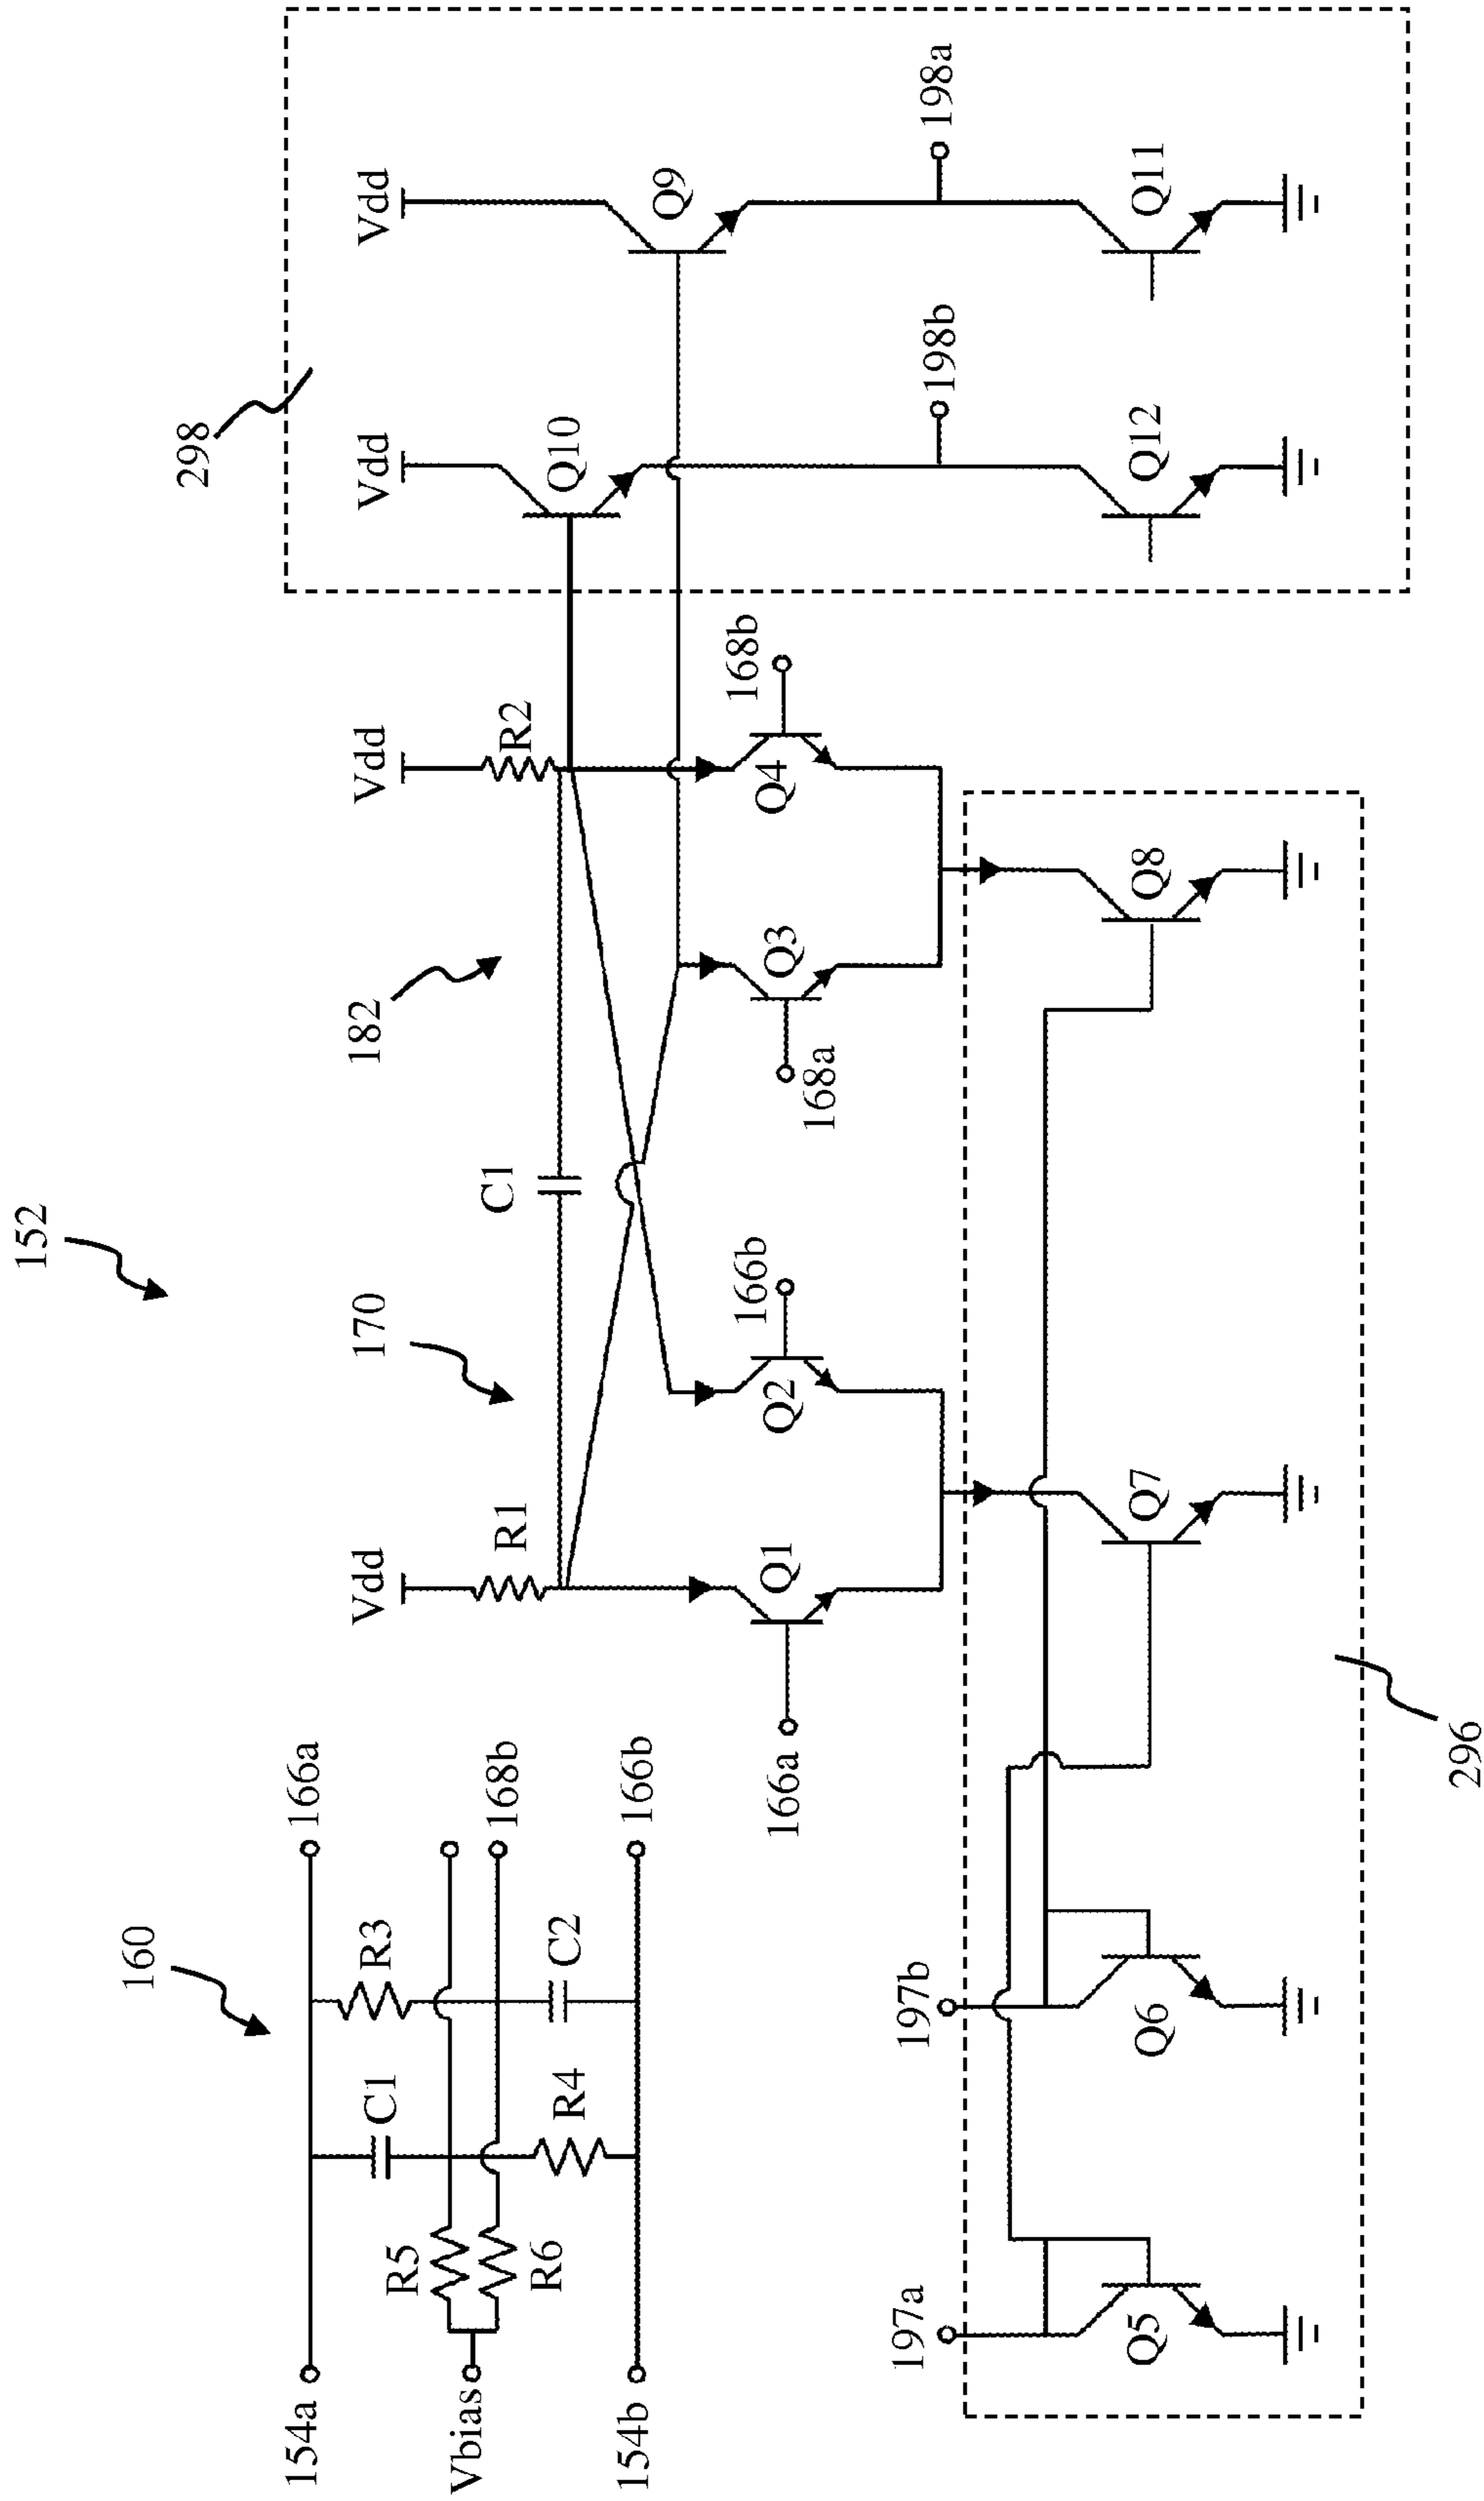 152
160
154a
166a
C1
R3
R5
R6
Vbias
168b
R4
C2
154b
166b
170
182
Vdd
R1
C1
Vdd
R2
166a
Q1
Q2
166b
168a
Q3
Q4
168b
298
Vdd
Vdd
Q10
Q9
198b
198a
Q12
Q11
197a
197b
Q5
Q6
Q7
Q8
296